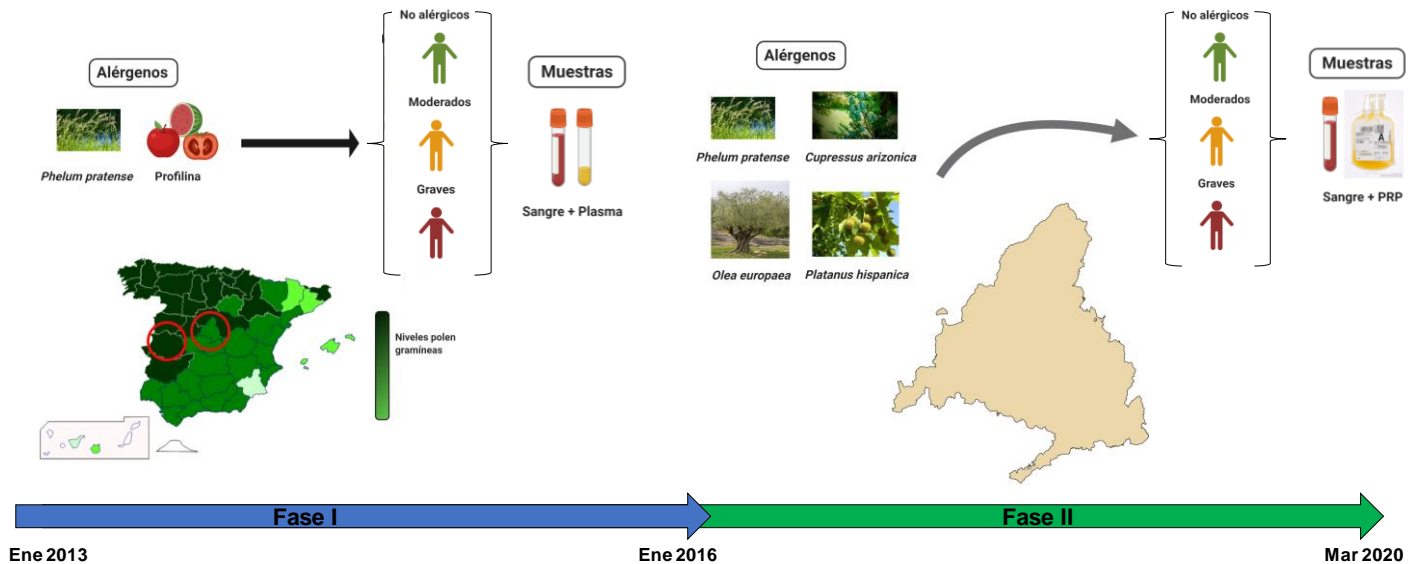 Alérgenos
Phelum pratense
Profilina
No alérgicos
Moderados
Graves
Muestras
Sangre + Plasma
Niveles polen
gramíneas
Alérgenos
Phelum pratense
Cupressus arizonica
Olea europaea
Platanus hispanica
No alérgicos
Moderados
Graves
Muestras
A
Sangre + PRP
Fase I
Fase II
Ene 2013
Ene 2016
Mar 2020